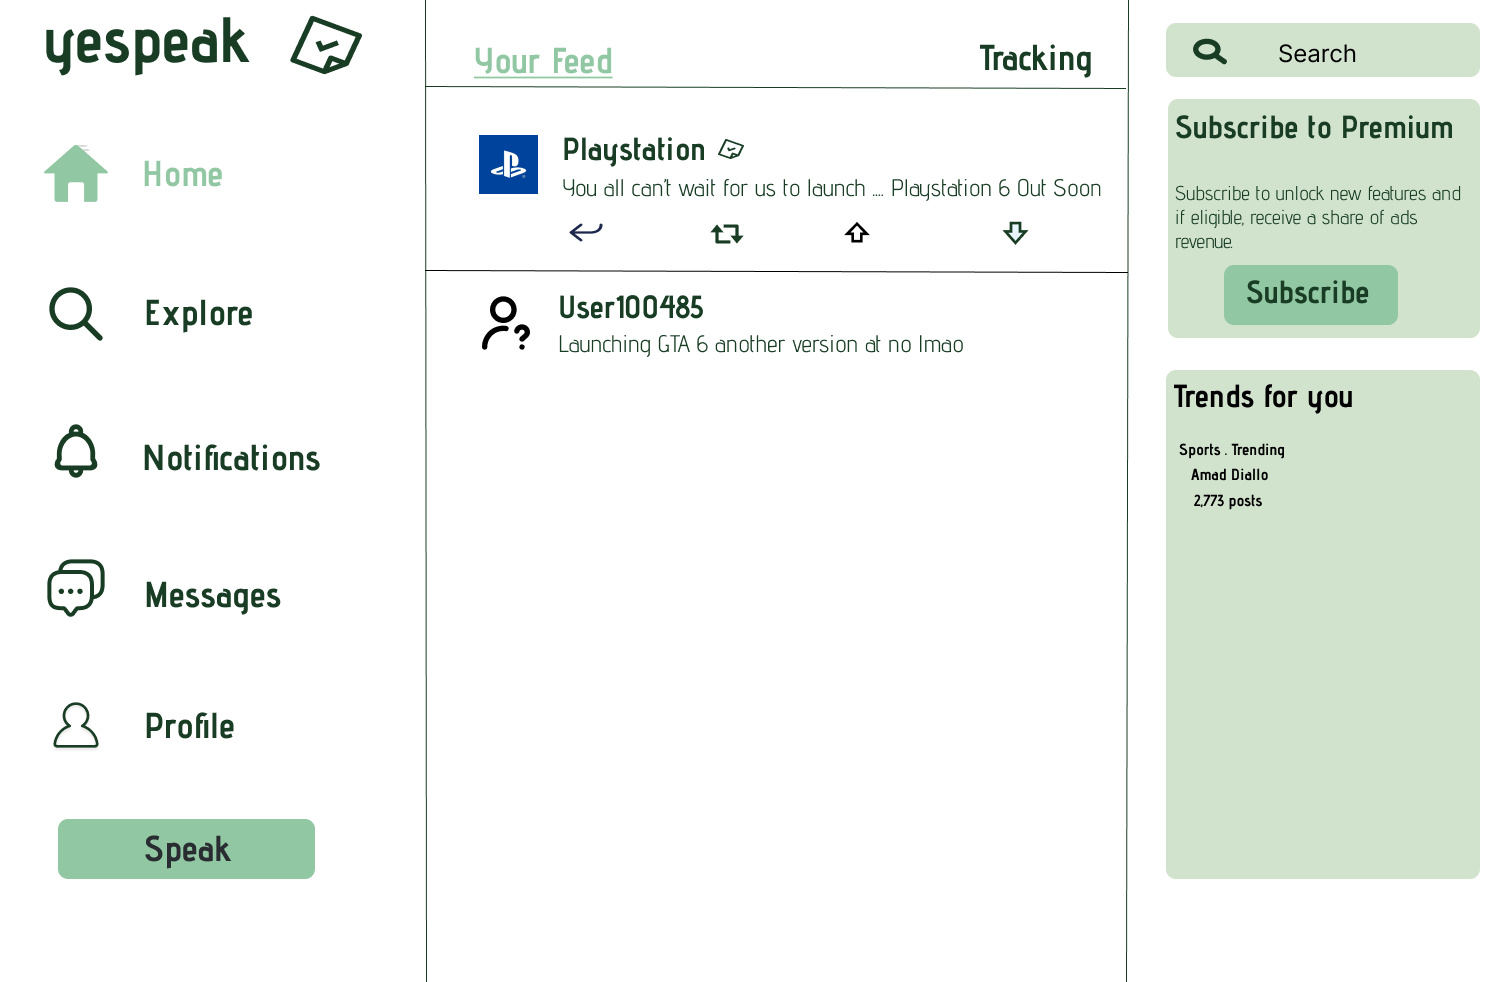 yespeak
Home
Explore
Notifications
Messages
Profile
Speak
Your Feed
Tracking
Playstation
You all can't wait for us to launch .... Playstation 6 Out Soon
User100485
Launching GTA 6 another version at no lmao
Search
Subscribe to Premium
Subscribe to unlock new features and
if eligible, receive a share of ads
revenue.
Subscribe
Trends for you
Sports . Trending
Amad Diallo
2,773 posts